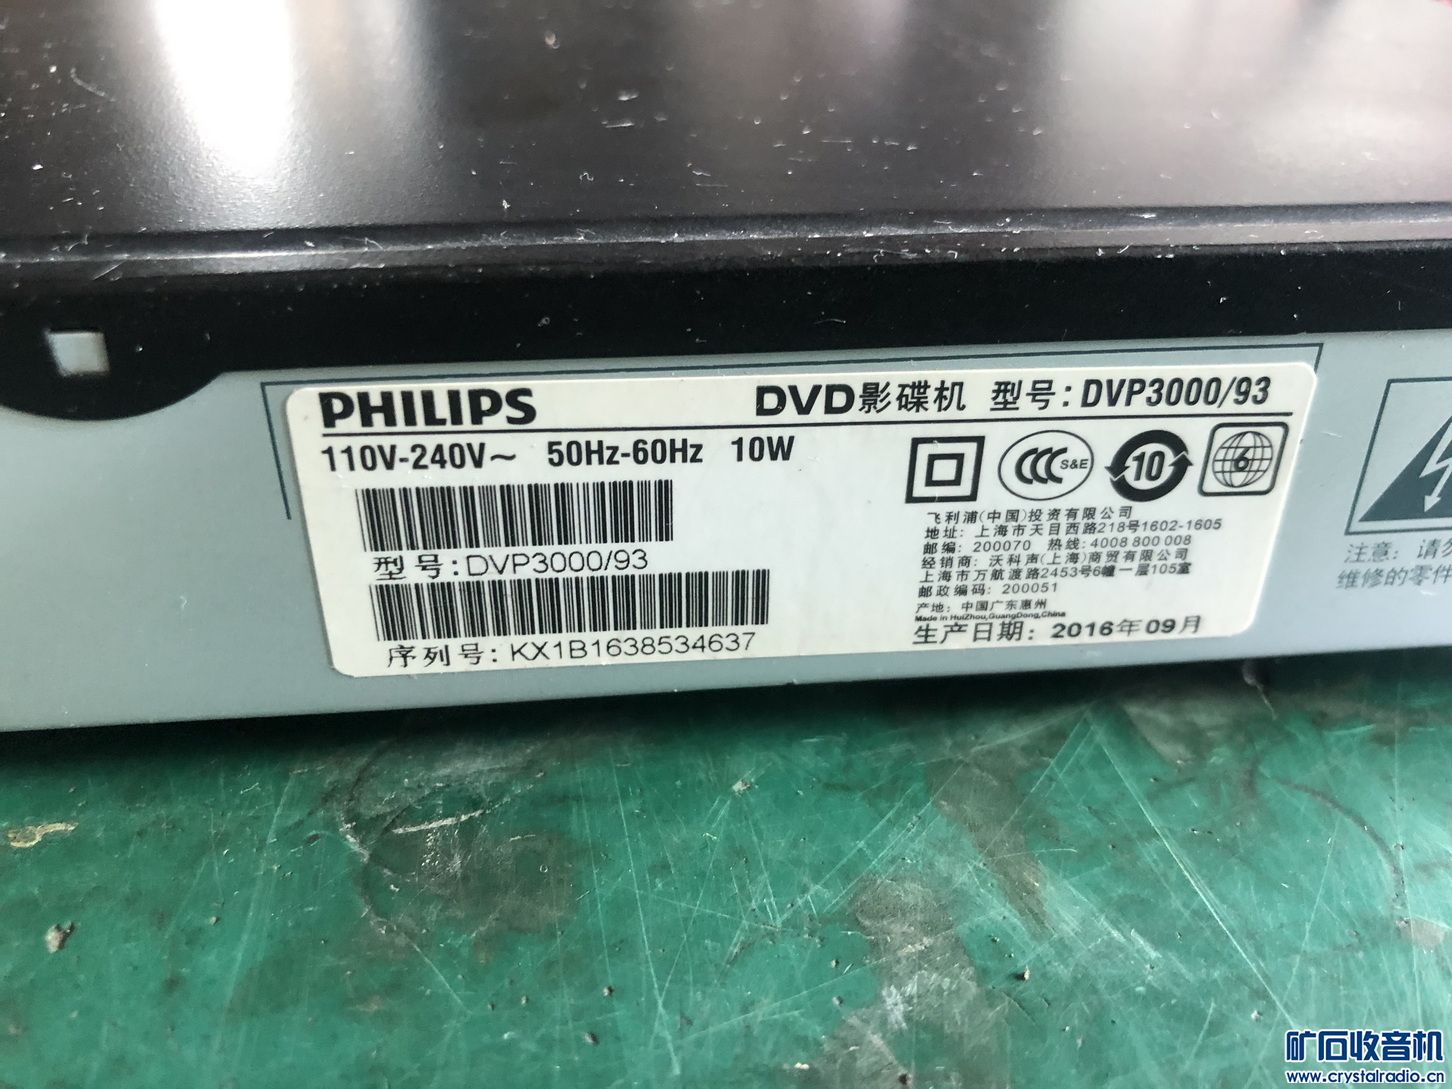 PHILIPS DVD影碟机 型号: DVP3000/93
110V-240V～ 50Hz-60Hz 10W
S&E
10
6
型号: DVP3000/93
序列号: KX1B1638534637
飞利浦(中国)投资有限公司
地址: 上海市天目西路218号1602-1605
邮编: 200070 热线: 4008 800 008
经销商: 沃科声(上海)商贸有限公司
上海市万航渡路2453号6幢一层105室
邮政编码: 200051
产地: 中国广东惠州
Made in HuiZhou,GuangDong,China
生产日期: 2016年09月
注意: 请勿
维修的零件
矿石收音机
www.crystalradio.cn